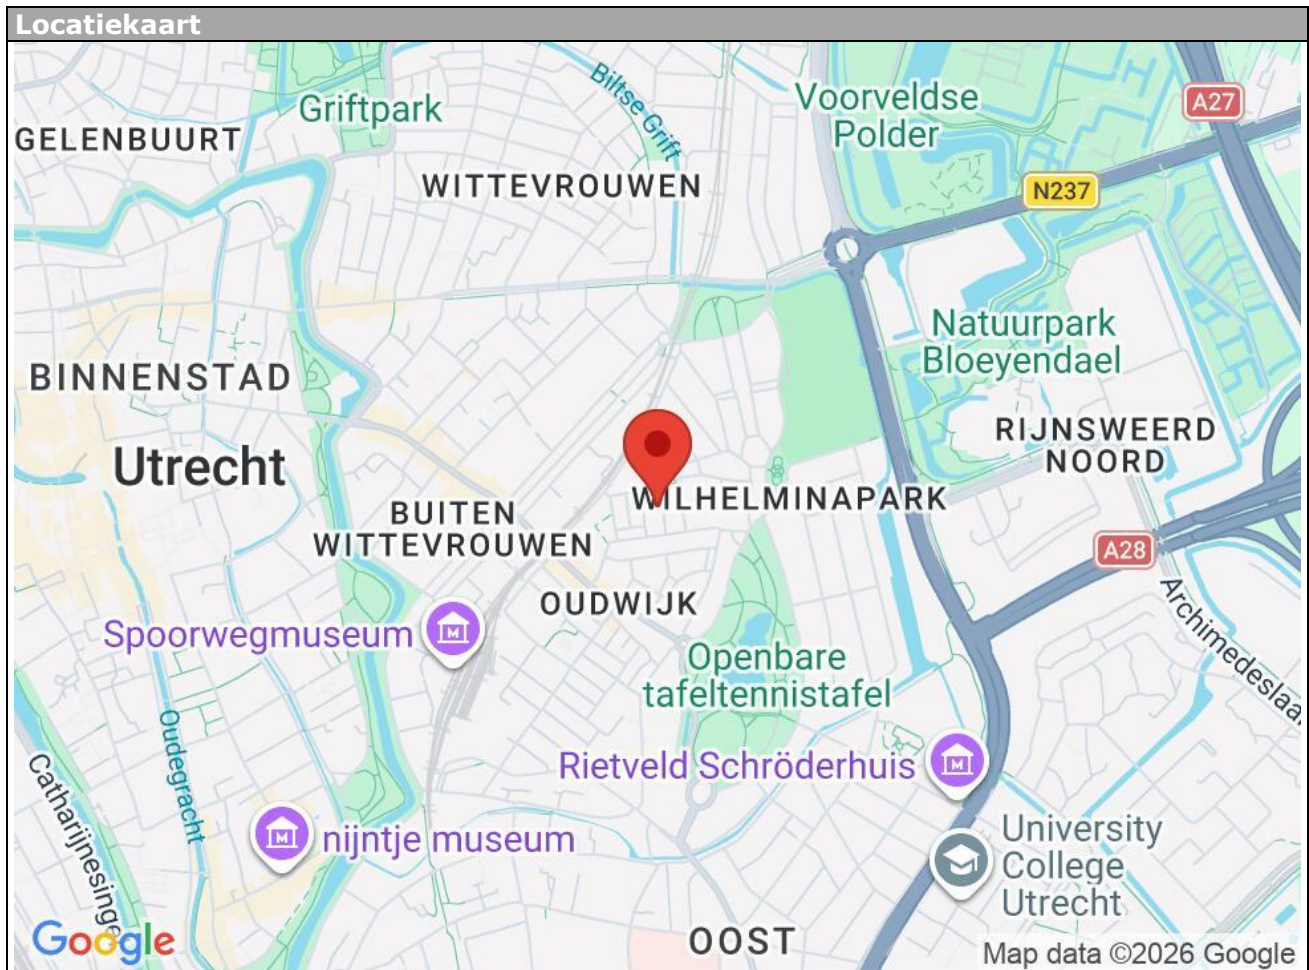 Locatiekaart
Griftpark
Biltse Grift
Voorveldse
Polder
A27
GELENBUURT
WITTEVROUWEN
N237
Natuurpark
Bloeyendael
BINNENSTAD
RIJNSWEERD
NOORD
Utrecht
WILHELMINAPARK
BUITEN
WITTEVROUWEN
A28
OUDWIJK
Archimedeslaa
Spoorwegmuseum
Openbare
tafeltennistafel
Oudegracht
Rietveld Schröderhuis
Catharijnesinge
nijntje museum
University
College
Utrecht
OOST
Google
Map data ©2026 Google